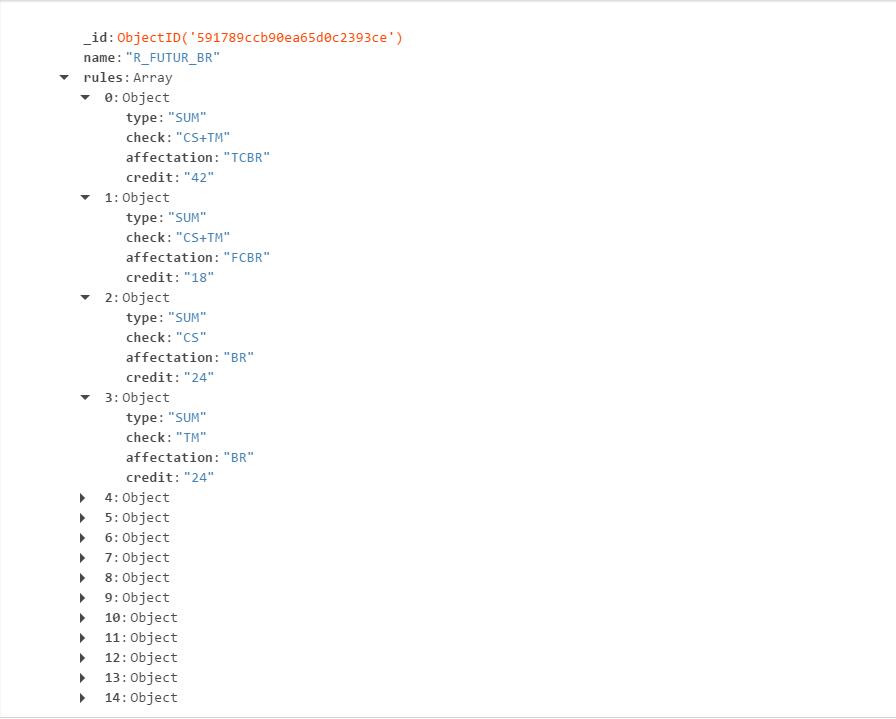 _id: ObjectID('591789ccb90ea65d0c2393ce')
name: "R_FUTUR_BR"
rules: Array
0: Object
type: "SUM"
check: "CS+TM"
affectation: "TCBR"
credit: "42"
1: Object
type: "SUM"
check: "CS+TM"
affectation: "FCBR"
credit: "18"
2: Object
type: "SUM"
check: "CS"
affectation: "BR"
credit: "24"
3: Object
type: "SUM"
check: "TM"
affectation: "BR"
credit: "24"
4: Object
5: Object
6: Object
7: Object
8: Object
9: Object
10: Object
11: Object
12: Object
13: Object
14: Object